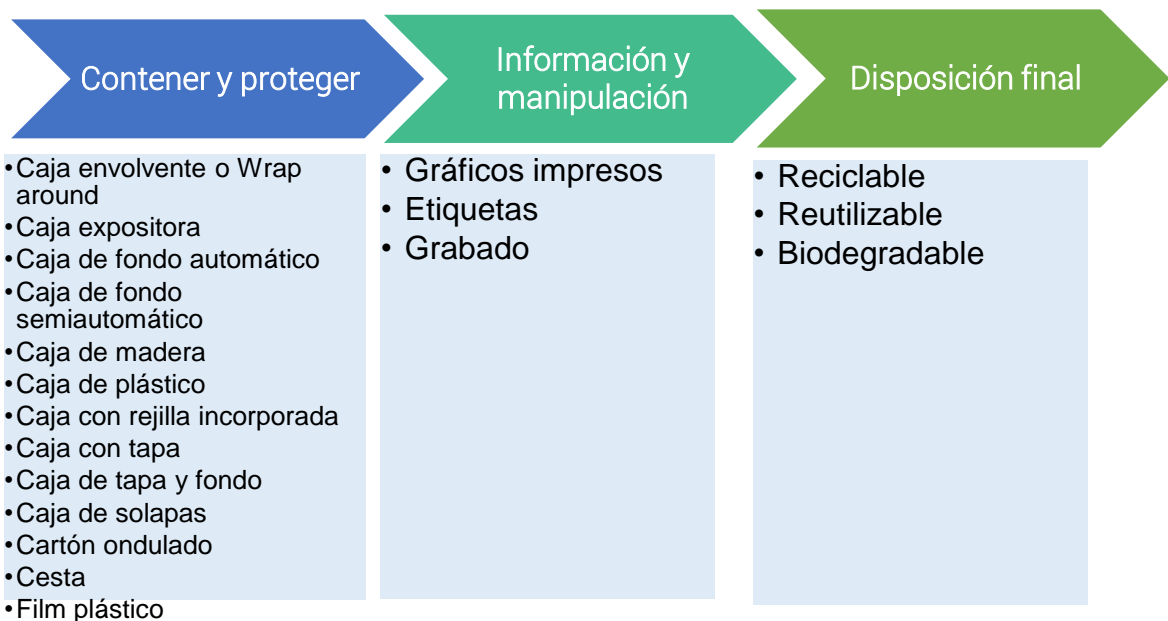 Contener y proteger
•Caja envolvente o Wrap
around
•Caja expositora
•Caja de fondo automático
•Caja de fondo
semiautomático
•Caja de madera
•Caja de plástico
•Caja con rejilla incorporada
•Caja con tapa
•Caja de tapa y fondo
•Caja de solapas
•Cartón ondulado
•Cesta
•Film plástico
Información y
manipulación
• Gráficos impresos
• Etiquetas
• Grabado
Disposición final
• Reciclable
• Reutilizable
• Biodegradable